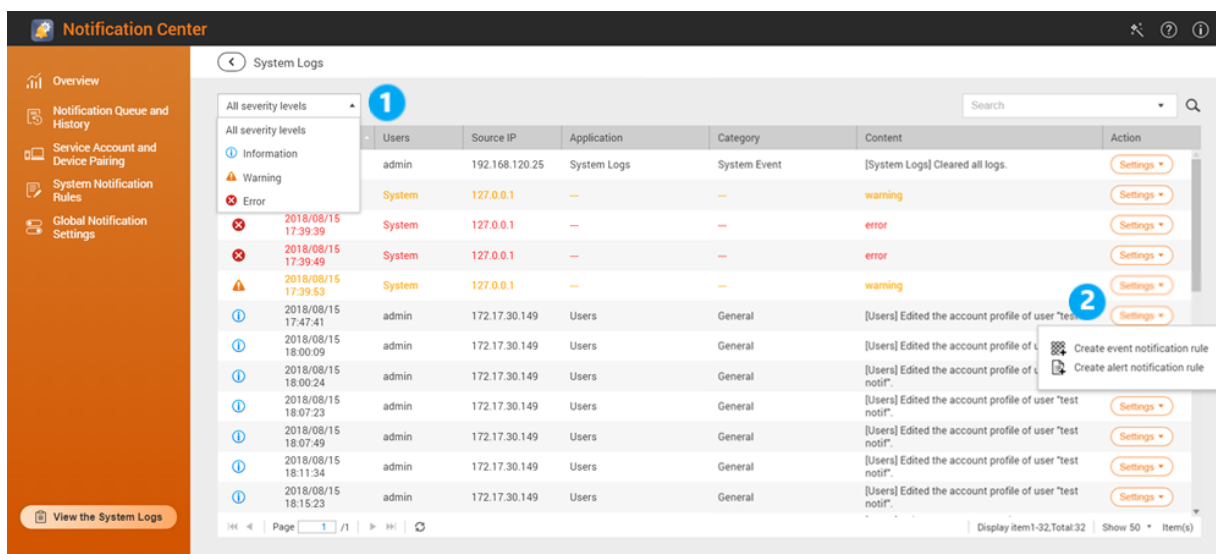 Notification Center
Overview
Notification Queue and
History
Service Account and
Device Pairing
System Notification
Rules
Global Notification
Settings
View the System Logs
System Logs
All severity levels
1
Search
All severity levels
Information
Warning
Error
Users Source IP Application Category Content Action
admin 192.168.120.25 System Logs System Event [System Logs] Cleared all logs. Settings
System 127.0.0.1 --- --- warning Settings
2018/08/15
17:39:39
System 127.0.0.1 --- --- error Settings
2018/08/15
17:39:49
System 127.0.0.1 --- --- error Settings
2018/08/15
17:39:53
System 127.0.0.1 --- --- warning Settings
2
2018/08/15
17:47:41
admin 172.17.30.149 Users General [Users] Edited the account profile of user "test Settings
Create event notification rule
Create alert notification rule
2018/08/15
18:00:09
admin 172.17.30.149 Users General [Users] Edited the account profile of
2018/08/15
18:00:24
admin 172.17.30.149 Users General [Users] Edited the account profile of
notif".
2018/08/15
18:07:23
admin 172.17.30.149 Users General [Users] Edited the account profile of user "test
notif".
Settings
2018/08/15
18:07:49
admin 172.17.30.149 Users General [Users] Edited the account profile of user "test
notif".
Settings
2018/08/15
18:11:34
admin 172.17.30.149 Users General [Users] Edited the account profile of user "test
notif".
Settings
2018/08/15
18:15:23
admin 172.17.30.149 Users General [Users] Edited the account profile of user "test
notif".
Settings
Page 1 /1
Display item1-32,Total:32 Show 50 Item(s)